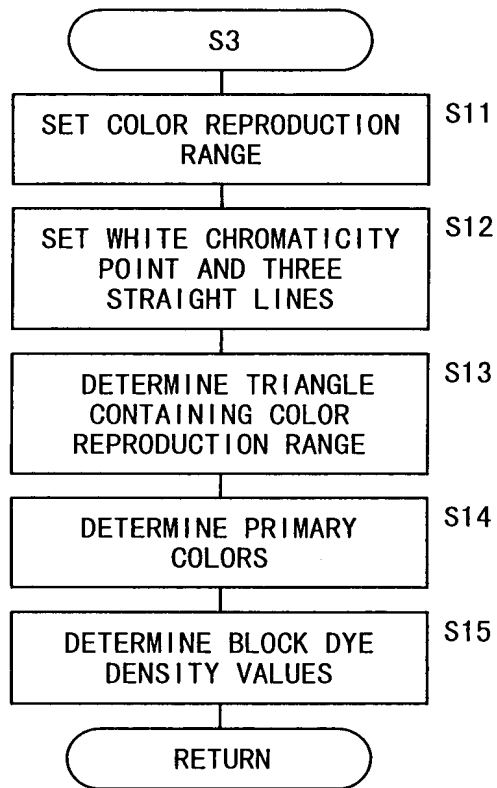 S3
SET COLOR REPRODUCTION
RANGE
S11
SET WHITE CHROMATICITY
POINT AND THREE
STRAIGHT LINES
S12
DETERMINE TRIANGLE
CONTAINING COLOR
REPRODUCTION RANGE
S13
DETERMINE PRIMARY
COLORS
S14
DETERMINE BLOCK DYE
DENSITY VALUES
S15
RETURN